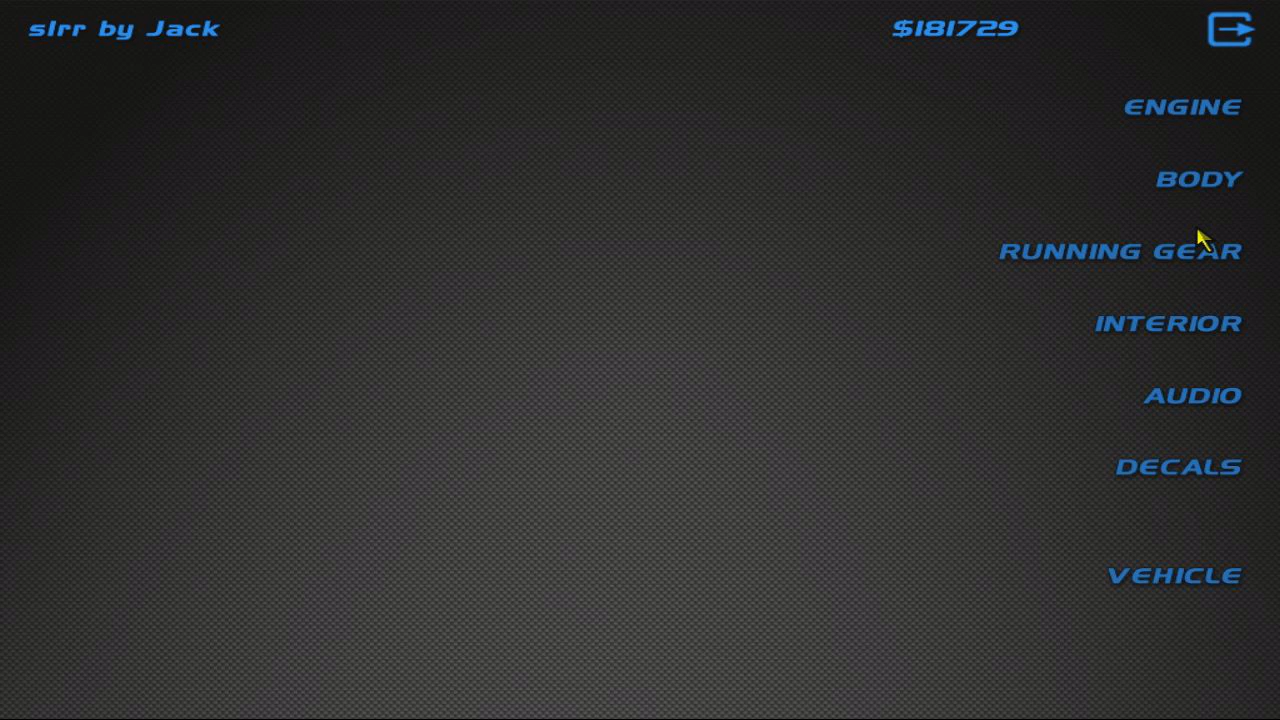 slrr by Jack
$181729
ENGINE
BODY
RUNNING GEAR
INTERIOR
AUDIO
DECALS
VEHICLE